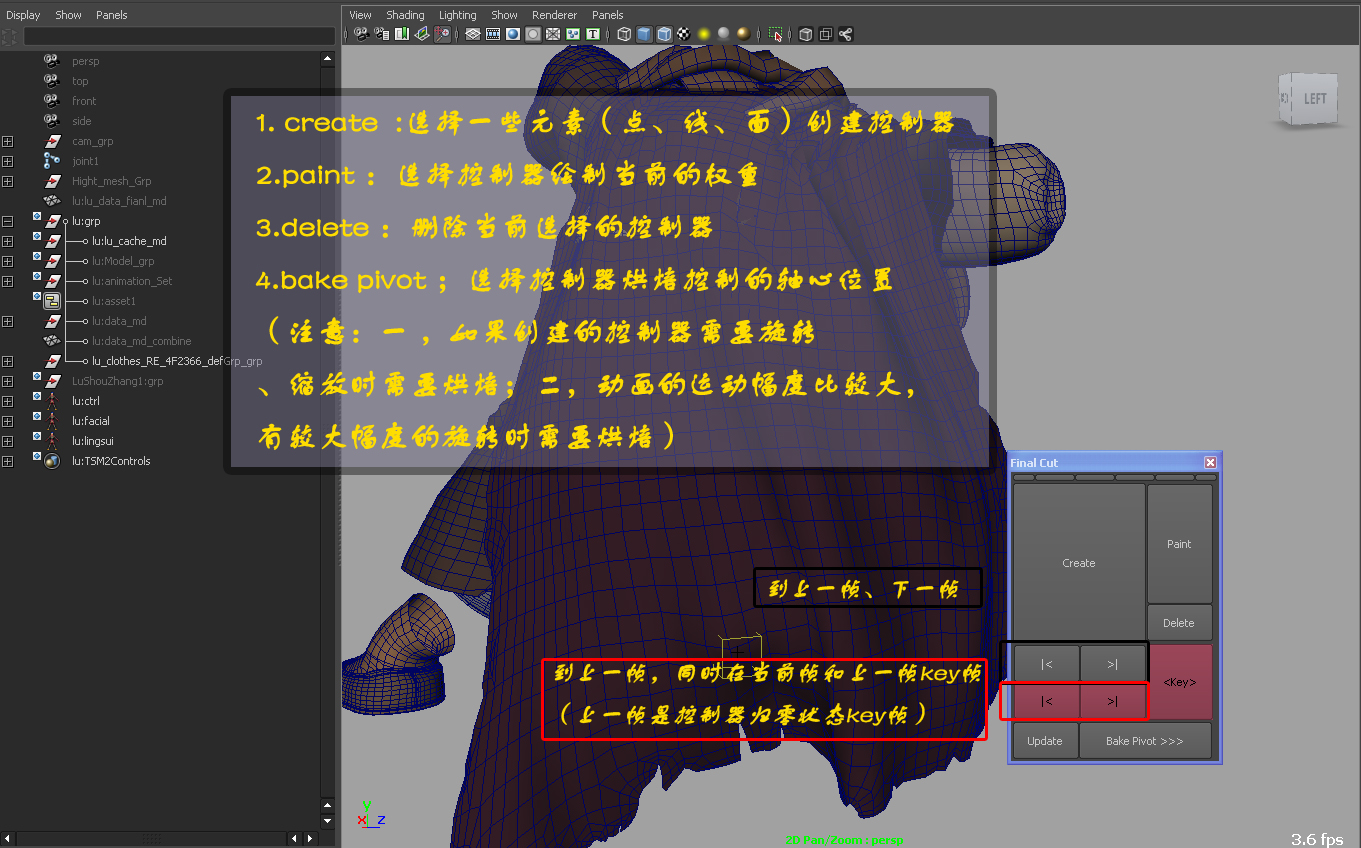 Display Show Panels
View Shading Lighting Show Renderer Panels
persp
top
front
side
cam_grp
joint1
Hight_mesh_Grp
lu:lu_data_fianl_md
lu:grp
lu:lu_cache_md
lu:Model_grp
lu:animation_Set
lu:asset1
lu:data_md
lu:data_md_combine
lu_clothes_RE_4F2366_defGrp_grp
LuShouZhang1:grp
lu:ctrl
lu:facial
lu:lingsui
lu:TSM2Controls
1. create :选择一些元素（点、线、面）创建控制器
2.paint： 选择控制器绘制当前的权重
3.delete： 删除当前选择的控制器
4.bake pivot； 选择控制器烘焙控制的轴心位置
（注意：一，如果创建的控制器需要旋转
、缩放时需要烘焙；二，动画的运动幅度比较大，
有较大幅度的旋转时需要烘焙）
LEFT
到上一帧、下一帧
到上一帧，同时在当前帧和上一帧key帧
（上一帧是控制器归零状态key帧）
Final Cut
Create
Paint
Delete
|< >|
<Key>
|< >|
Update Bake Pivot >>>
y
x z
2D Pan/Zoom : persp
3.6 fps